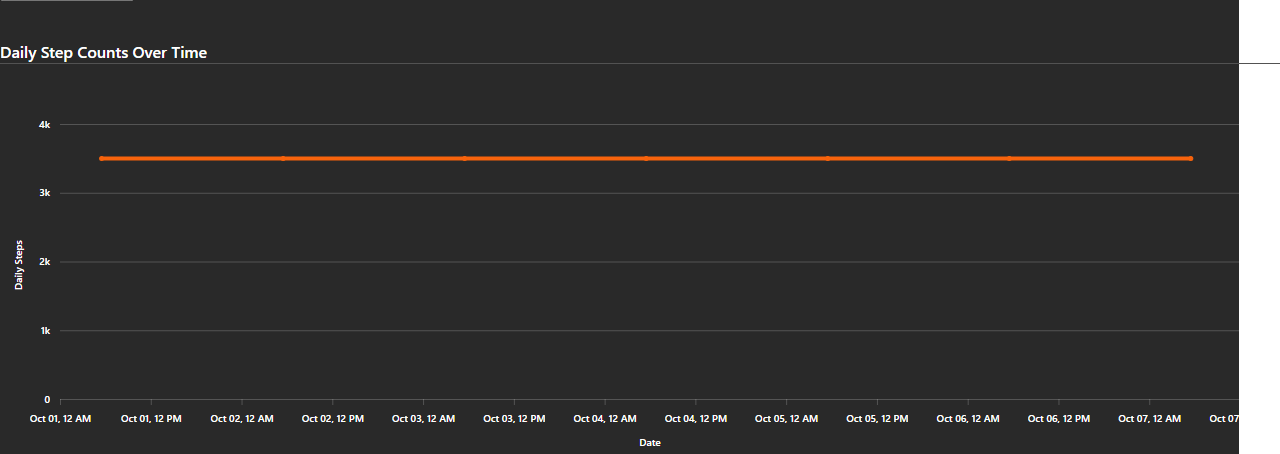 Daily Step Counts Over Time
4k
3k
2k
1k
0
Daily Steps
Oct 01, 12 AM Oct 01, 12 PM Oct 02, 12 AM Oct 02, 12 PM Oct 03, 12 AM Oct 03, 12 PM Oct 04, 12 AM Oct 04, 12 PM Oct 05, 12 AM Oct 05, 12 PM Oct 06, 12 AM Oct 06, 12 PM Oct 07, 12 AM Oct 07
Date